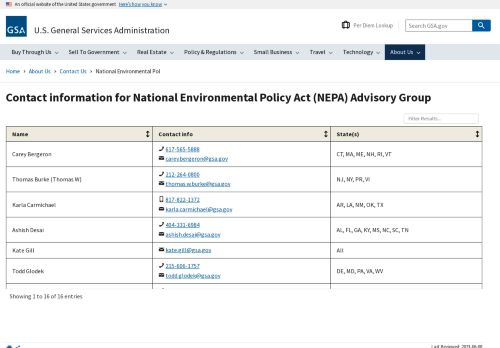 An official website of the United States government Here's how you know
GSA U.S. General Services Administration
Per Diem Lookup
Search GSA.gov
Buy Through Us Sell To Government Real Estate Policy & Regulations Small Business Travel Technology About Us
Home > About Us > Contact Us > National Environmental Pol
Contact information for National Environmental Policy Act (NEPA) Advisory Group
Filter Results...
Name Contact info State(s)
Carey Bergeron
617-565-5888
carey.bergeron@gsa.gov
CT, MA, ME, NH, RI, VT
Thomas Burke (Thomas W)
212-264-0800
thomas.w.burke@gsa.gov
NJ, NY, PR, VI
Karla Carmichael
817-822-1372
karla.carmichael@gsa.gov
AR, LA, NM, OK, TX
Ashish Desai
404-331-6984
ashish.desai@gsa.gov
AL, FL, GA, KY, MS, NC, SC, TN
Kate Gill
kate.gill@gsa.gov
All
Todd Glodek
215-606-1757
todd.glodek@gsa.gov
DE, MD, PA, VA, WV
Showing 1 to 16 of 16 entries
Last Reviewed: